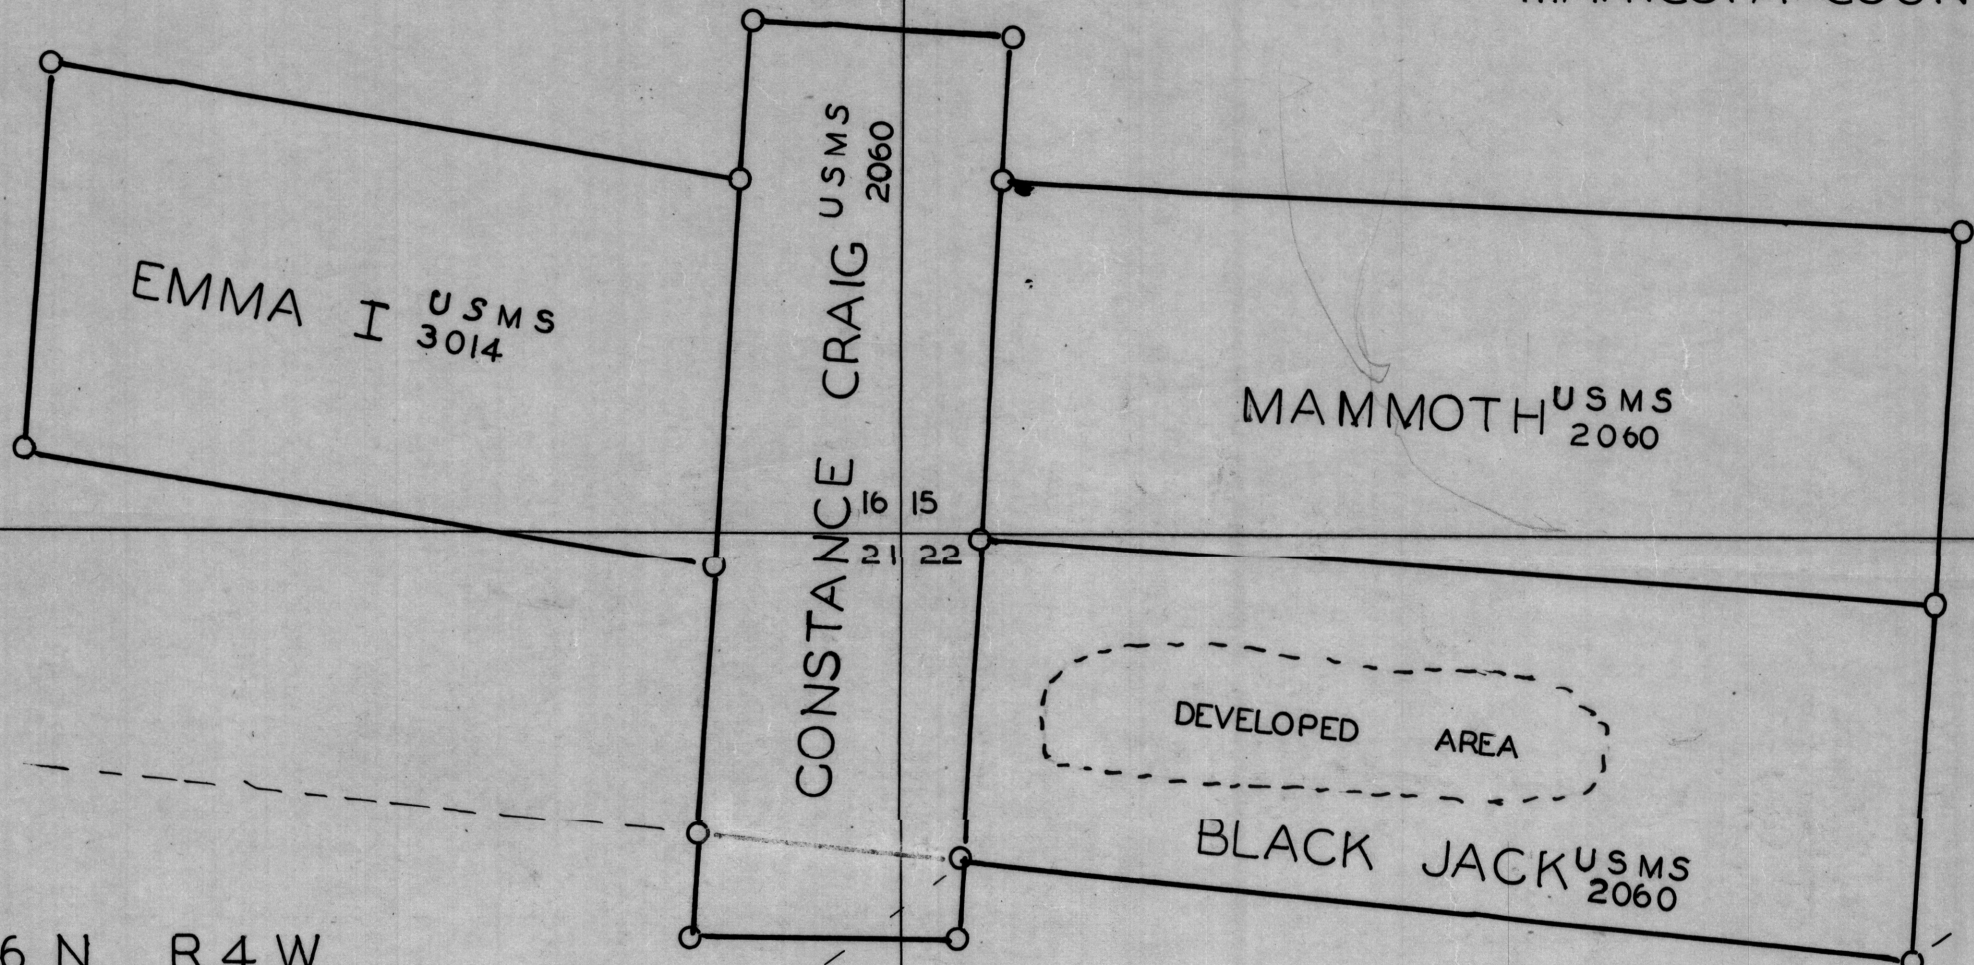 EMMA I USMS
3014
CONSTANCE CRAIG USMS
2060
MAMMOTH USMS
2060
16 15
21 22
DEVELOPED AREA
BLACK JACK USMS
2060
6 N R 4 W